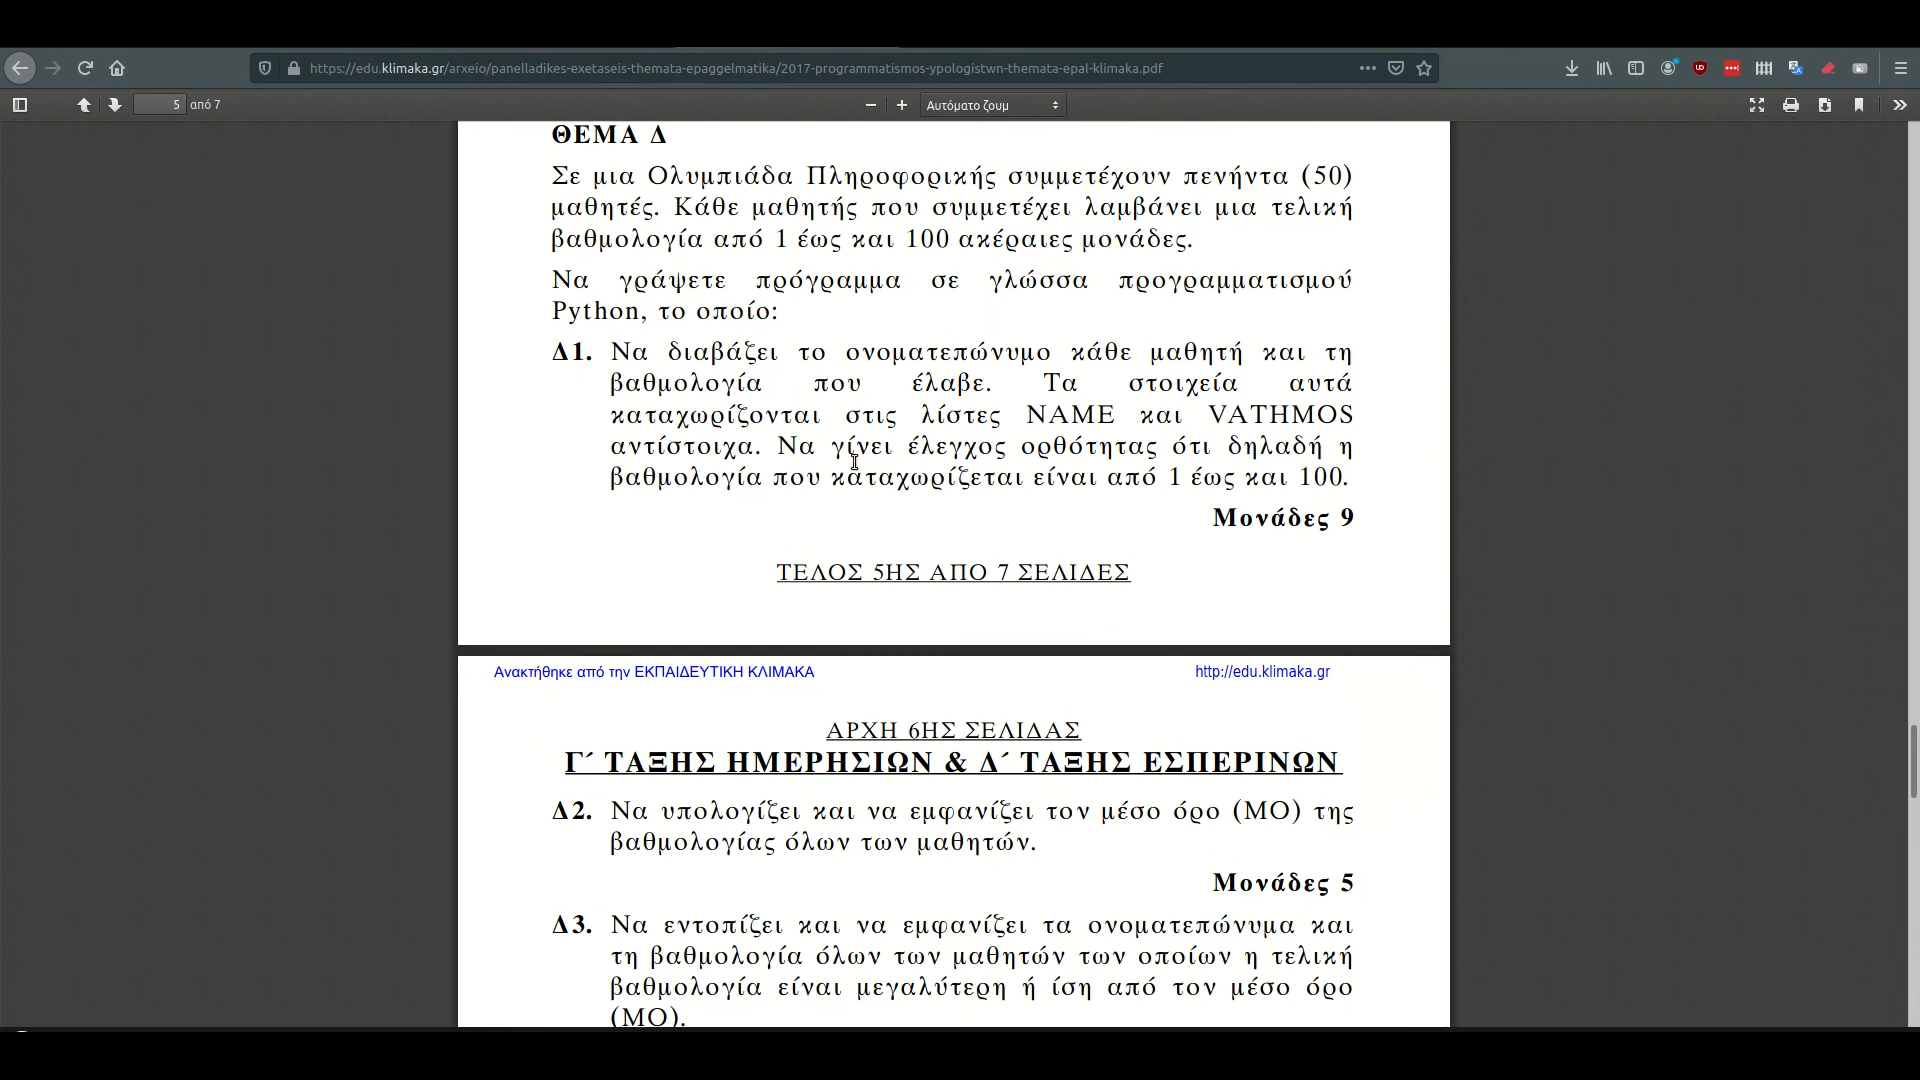 https://edu.klimaka.gr/arxeio/panelladikes-exetaseis-themata-epaggelmatika/2017-programmatismos-ypologistwn-themata-epal-klimaka.pdf
5 από 7
Αυτόματο ζουμ
ΘΕΜΑ Δ
Σε μια Ολυμπιάδα Πληροφορικής συμμετέχουν πενήντα (50)
μαθητές. Κάθε μαθητής που συμμετέχει λαμβάνει μια τελική
βαθμολογία από 1 έως και 100 ακέραιες μονάδες.
Να γράψετε πρόγραμμα σε γλώσσα προγραμματισμού
Python, το οποίο:
Δ1. Να διαβάζει το ονοματεπώνυμο κάθε μαθητή και τη
βαθμολογία που έλαβε. Τα στοιχεία αυτά
καταχωρίζονται στις λίστες NAME και VATHMOS
αντίστοιχα. Να γίνει έλεγχος ορθότητας ότι δηλαδή η
βαθμολογία που καταχωρίζεται είναι από 1 έως και 100.
Μονάδες 9
ΤΕΛΟΣ 5ΗΣ ΑΠΟ 7 ΣΕΛΙΔΕΣ
Ανακτήθηκε από την ΕΚΠΑΙΔΕΥΤΙΚΗ ΚΛΙΜΑΚΑ http://edu.klimaka.gr
ΑΡΧΗ 6ΗΣ ΣΕΛΙΔΑΣ
Γ΄ ΤΑΞΗΣ ΗΜΕΡΗΣΙΩΝ & Δ΄ ΤΑΞΗΣ ΕΣΠΕΡΙΝΩΝ
Δ2. Να υπολογίζει και να εμφανίζει τον μέσο όρο (ΜΟ) της
βαθμολογίας όλων των μαθητών.
Μονάδες 5
Δ3. Να εντοπίζει και να εμφανίζει τα ονοματεπώνυμα και
τη βαθμολογία όλων των μαθητών των οποίων η τελική
βαθμολογία είναι μεγαλύτερη ή ίση από τον μέσο όρο
(ΜΟ).